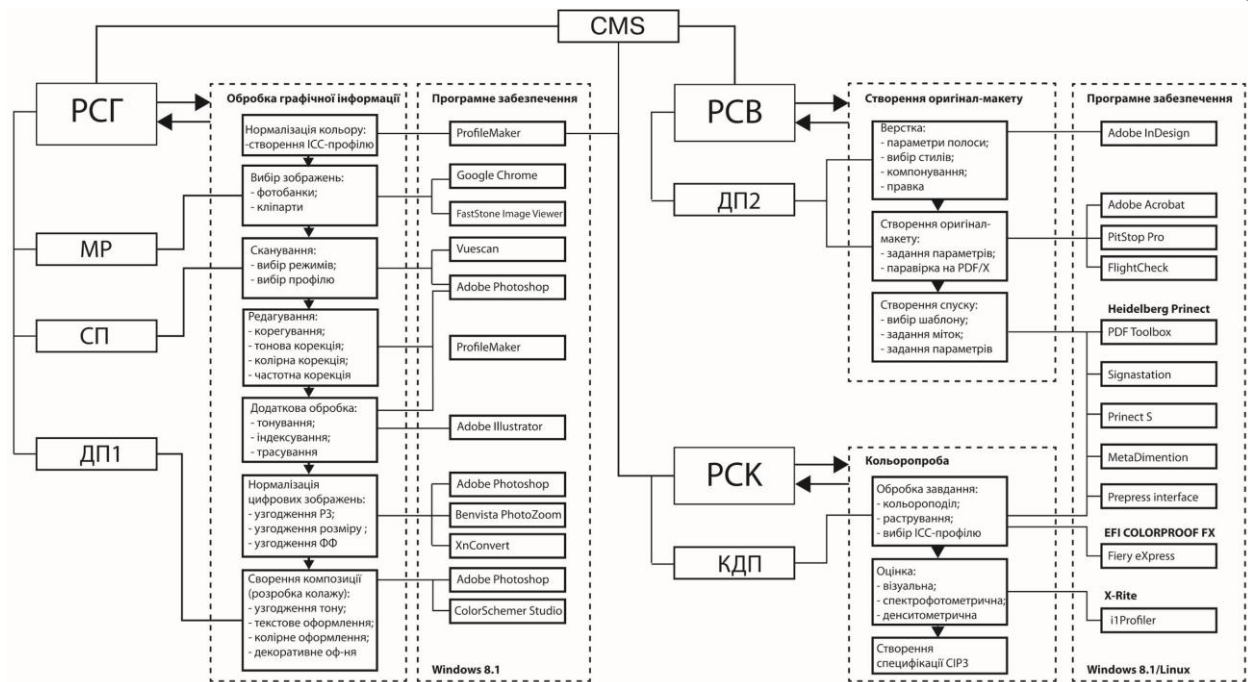 CMS
РСГ
МР
СП
ДП1
Обробка графічної інформації
Нормалізація кольору:
-створення ICC-профілю
Вибір зображень:
- фотобанки;
- кліпарти
Сканування:
- вибір режимів;
- вибір профілю
Редагування:
- корегування;
- тонова корекція;
- колірна корекція;
- частотна корекція
Додаткова обробка:
- тонування;
- індексування;
- трасування
Нормалізація
цифрових зображень:
- узгодження РЗ;
- узгодження розміру ;
- узгодження ФФ
Сворення композиції
(розробка колажу):
- узгодження тону;
- текстове оформлення;
- колірне оформлення;
- декоративне оф-ня
Програмне забезпечення
ProfileMaker
Google Chrome
FastStone Image Viewer
Vuescan
Adobe Photoshop
ProfileMaker
Adobe Illustrator
Adobe Photoshop
Benvista PhotoZoom
XnConvert
Adobe Photoshop
ColorSchemer Studio
Windows 8.1
РСВ
ДП2
Створення оригінал-макету
Верстка:
- параметри полоси;
- вибір стилів;
- компонування;
- правка
Створення оригінал-
макету:
- задання параметрів;
- паравірка на PDF/X
Створення спуску:
- вибір шаблону;
- задання міток;
- задання параметрів
РСК
КДП
Кольоропроба
Обробка завдання:
- кольороподіл;
- растрування;
- вибір ICC-профілю
Оцінка:
- візуальна;
- спектрофотометрична;
- денситометрична
Створення
специфікації CIP3
Програмне забезпечення
Adobe InDesign
Adobe Acrobat
PitStop Pro
FlightCheck
Heidelberg Prinect
PDF Toolbox
Signastation
Prinect S
MetaDimention
Prepress interface
EFI COLORPROOF FX
Fiery eXpress
X-Rite
i1Profiler
Windows 8.1/Linux